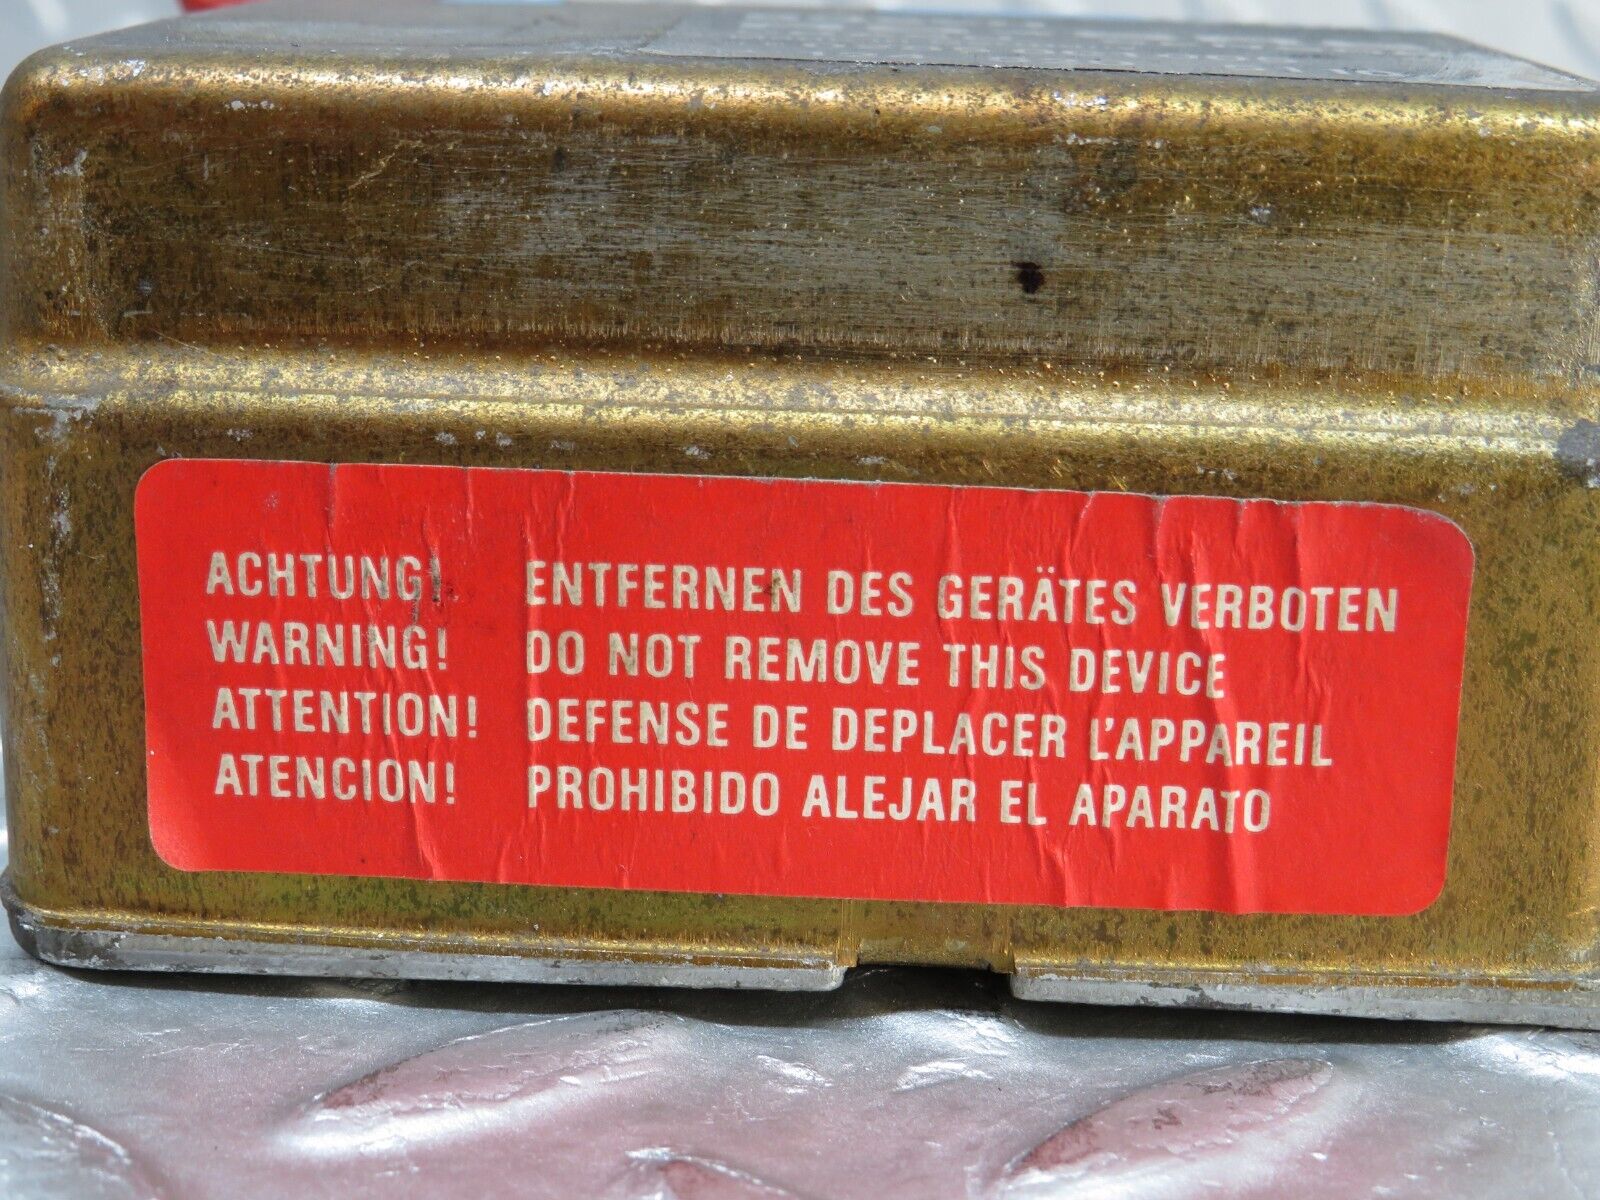 ACHTUNG! ENTFERNEN DES GERÄTES VERBOTEN
WARNING! DO NOT REMOVE THIS DEVICE
ATTENTION! DEFENSE DE DEPLACER L'APPAREIL
ATENCION! PROHIBIDO ALEJAR EL APARATO